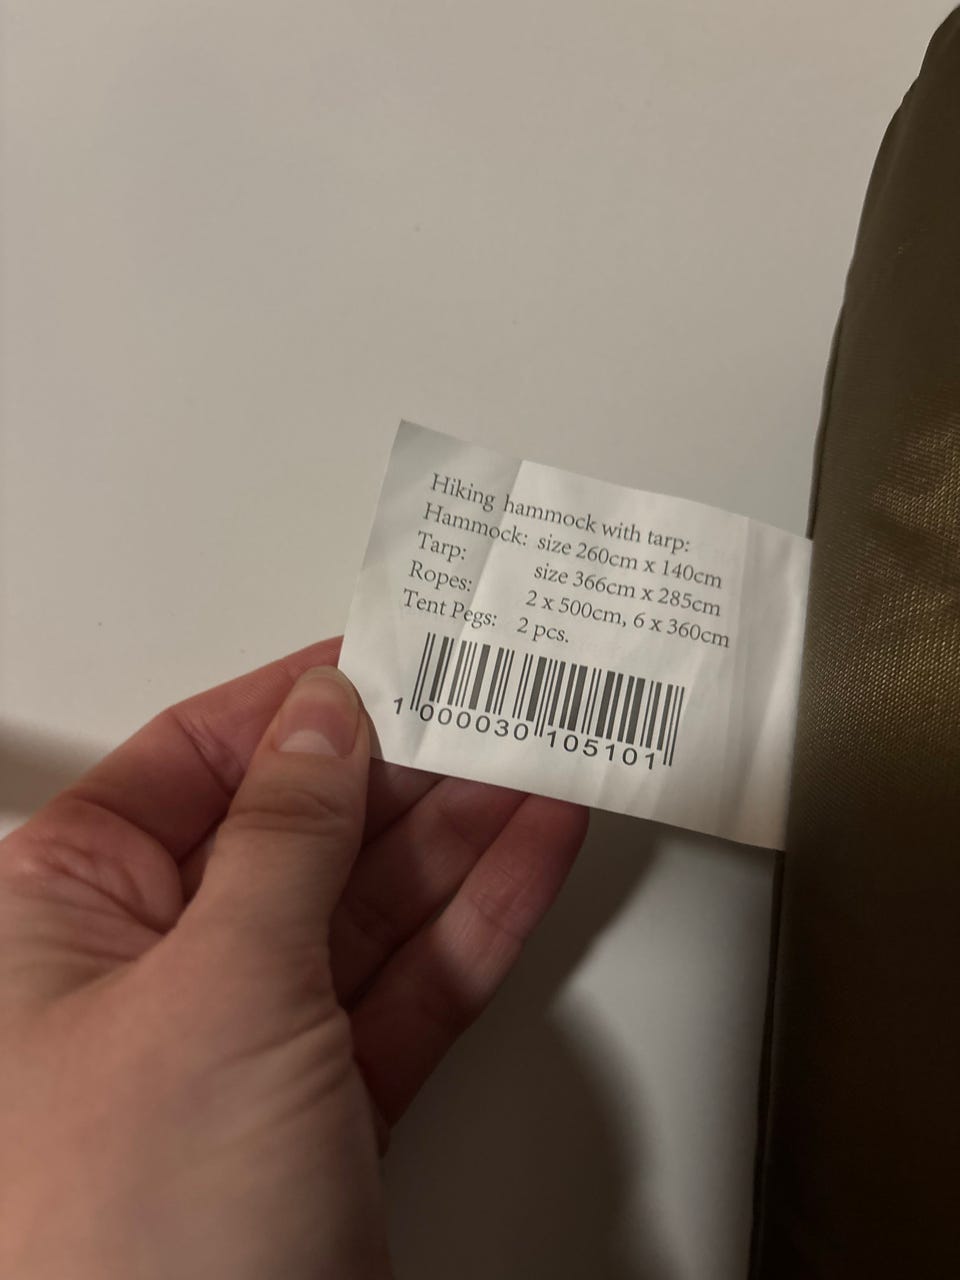 Hiking hammock with tarp:
Hammock: size 260cm x 140cm
Tarp: size 366cm x 285cm
Ropes: 2 x 500cm, 6 x 360cm
Tent Pegs: 2 pcs.
1 000030 105101